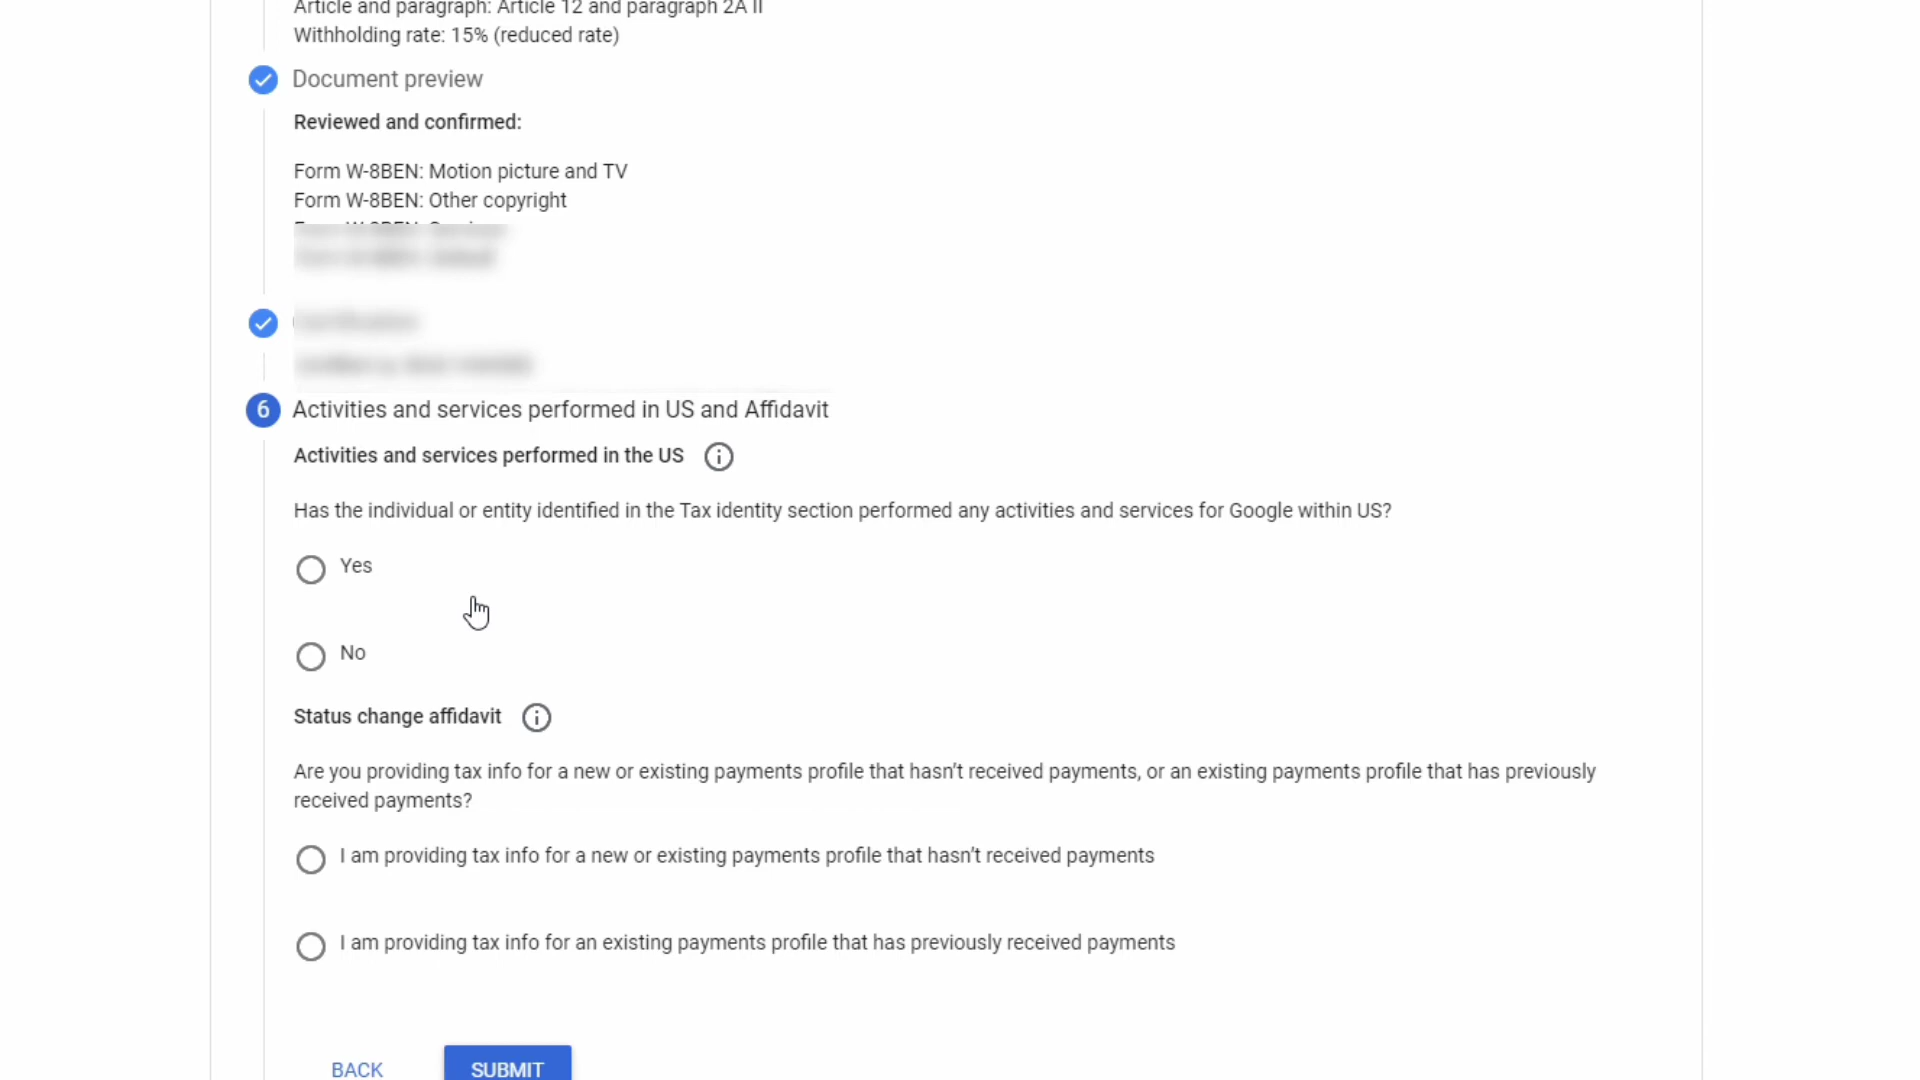 Article and paragraph: Article 12 and paragraph 2A II
Withholding rate: 15% (reduced rate)
Document preview
Reviewed and confirmed:
Form W-8BEN: Motion picture and TV
Form W-8BEN: Other copyright
6 Activities and services performed in US and Affidavit
Activities and services performed in the US
Has the individual or entity identified in the Tax identity section performed any activities and services for Google within US?
Yes
No
Status change affidavit
Are you providing tax info for a new or existing payments profile that hasn't received payments, or an existing payments profile that has previously
received payments?
I am providing tax info for a new or existing payments profile that hasn't received payments
I am providing tax info for an existing payments profile that has previously received payments
BACK SUBMIT